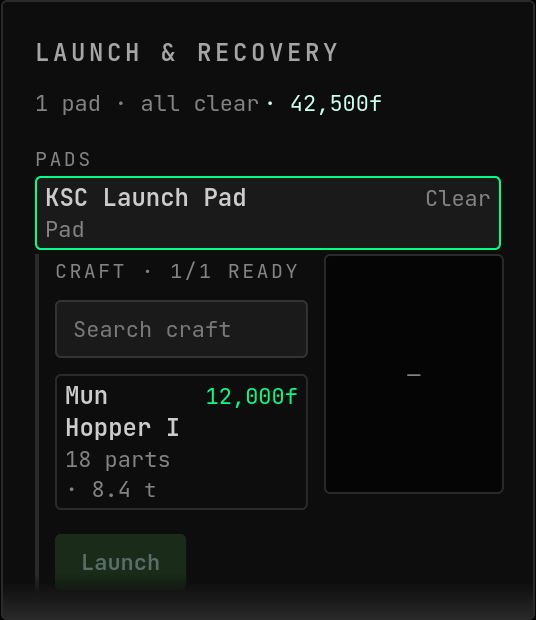 LAUNCH & RECOVERY
1 pad · all clear · 42,500f
PADS
KSC Launch Pad Clear
Pad
CRAFT · 1/1 READY
Search craft
Mun 12,000f
Hopper I
18 parts
· 8.4 t
—
Launch